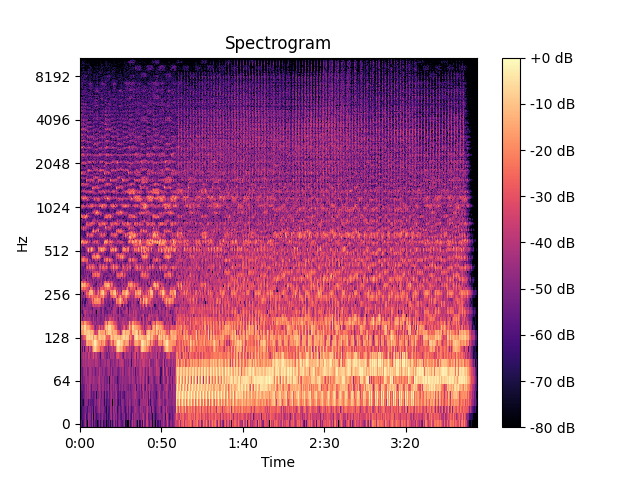 Spectrogram
Hz
8192
4096
2048
1024
512
256
128
64
0
0:00
0:50
1:40
2:30
3:20
Time
+0 dB
-10 dB
-20 dB
-30 dB
-40 dB
-50 dB
-60 dB
-70 dB
-80 dB